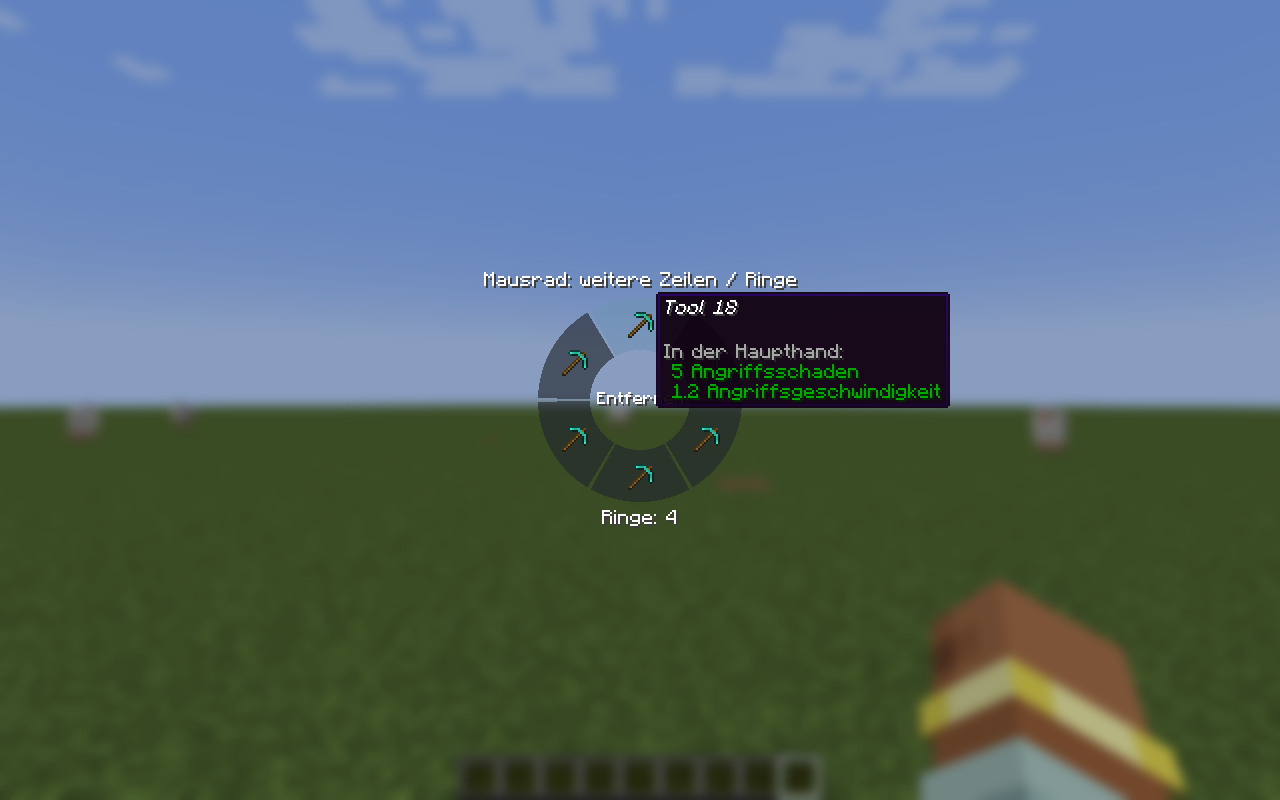 Mausrad: weitere Zeilen / Ringe
Tool 18
In der Haupthand:
5 Angriffsschaden
1.2 Angriffsgeschwindigkeit
Ringe: 4